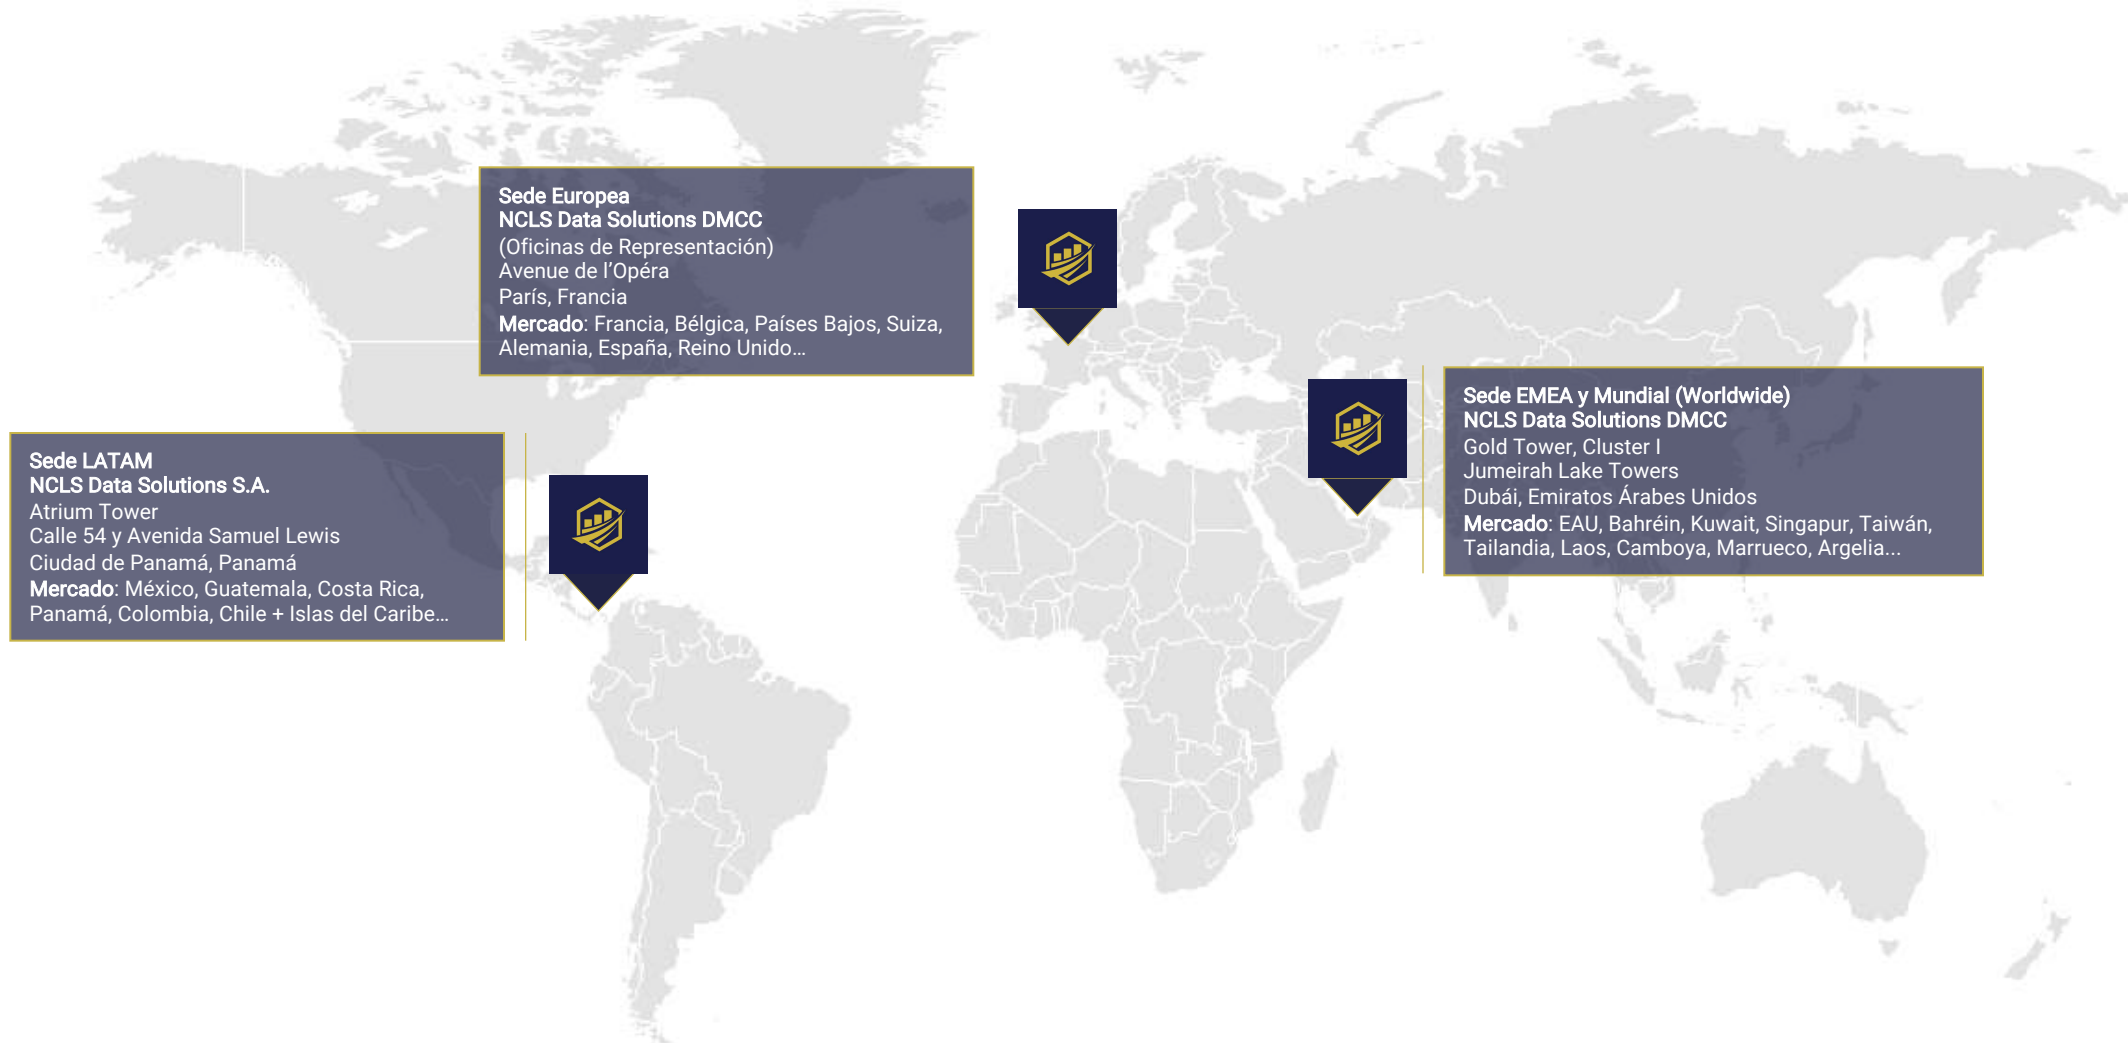 Sede Europea
NCLS Data Solutions DMCC
(Oficinas de Representación)
Avenue de l’Opéra
París, Francia
Mercado: Francia, Bélgica, Países Bajos, Suiza,
Alemania, España, Reino Unido…
Sede EMEA y Mundial (Worldwide)
NCLS Data Solutions DMCC
Gold Tower, Cluster I
Jumeirah Lake Towers
Dubái, Emiratos Árabes Unidos
Mercado: EAU, Bahréin, Kuwait, Singapur, Taiwán,
Tailandia, Laos, Camboya, Marrueco, Argelia...
Sede LATAM
NCLS Data Solutions S.A.
Atrium Tower
Calle 54 y Avenida Samuel Lewis
Ciudad de Panamá, Panamá
Mercado: México, Guatemala, Costa Rica,
Panamá, Colombia, Chile + Islas del Caribe…